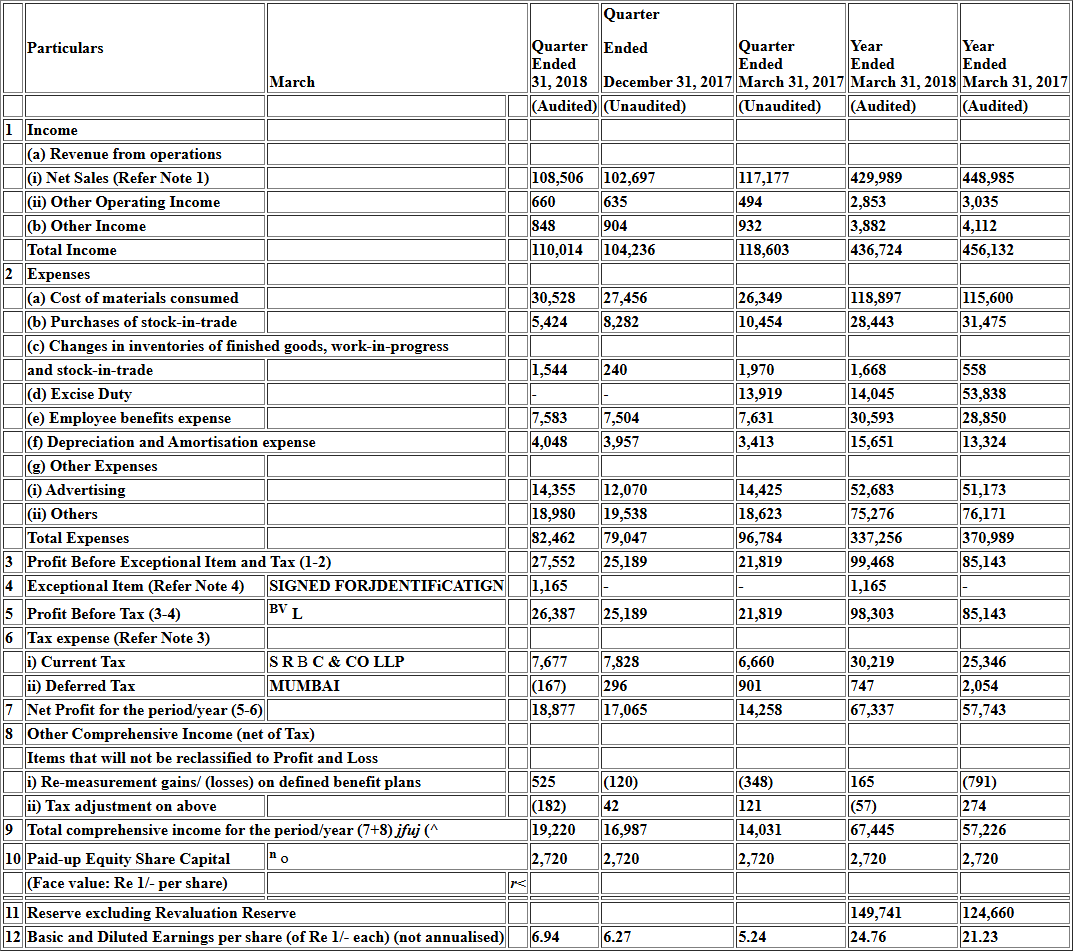 Particulars March Quarter Ended 31, 2018 Quarter Ended December 31, 2017 Quarter Ended March 31, 2017 Year Ended March 31, 2018 Year Ended March 31, 2017
(Audited) (Unaudited) (Unaudited) (Audited) (Audited)
1 Income
(a) Revenue from operations
(i) Net Sales (Refer Note 1) 108,506 102,697 117,177 429,989 448,985
(ii) Other Operating Income 660 635 494 2,853 3,035
(b) Other Income 848 904 932 3,882 4,112
Total Income 110,014 104,236 118,603 436,724 456,132
2 Expenses
(a) Cost of materials consumed 30,528 27,456 26,349 118,897 115,600
(b) Purchases of stock-in-trade 5,424 8,282 10,454 28,443 31,475
(c) Changes in inventories of finished goods, work-in-progress
and stock-in-trade 1,544 240 1,970 1,668 558
(d) Excise Duty - - 13,919 14,045 53,838
(e) Employee benefits expense 7,583 7,504 7,631 30,593 28,850
(f) Depreciation and Amortisation expense 4,048 3,957 3,413 15,651 13,324
(g) Other Expenses
(i) Advertising 14,355 12,070 14,425 52,683 51,173
(ii) Others 18,980 19,538 18,623 75,276 76,171
Total Expenses 82,462 79,047 96,784 337,256 370,989
3 Profit Before Exceptional Item and Tax (1-2) 27,552 25,189 21,819 99,468 85,143
4 Exceptional Item (Refer Note 4) SIGNED FORJDENTIFiCATIGN 1,165 - - 1,165 -
5 Profit Before Tax (3-4) BV L 26,387 25,189 21,819 98,303 85,143
6 Tax expense (Refer Note 3)
i) Current Tax S R B C & CO LLP 7,677 7,828 6,660 30,219 25,346
ii) Deferred Tax MUMBAI (167) 296 901 747 2,054
7 Net Profit for the period/year (5-6) 18,877 17,065 14,258 67,337 57,743
8 Other Comprehensive Income (net of Tax)
Items that will not be reclassified to Profit and Loss
i) Re-measurement gains/ (losses) on defined benefit plans 525 (120) (348) 165 (791)
ii) Tax adjustment on above (182) 42 121 (57) 274
9 Total comprehensive income for the period/year (7+8) jfuj (^ 19,220 16,987 14,031 67,445 57,226
10 Paid-up Equity Share Capital n o 2,720 2,720 2,720 2,720 2,720
(Face value: Re 1/- per share) r<
11 Reserve excluding Revaluation Reserve 149,741 124,660
12 Basic and Diluted Earnings per share (of Re 1/- each) (not annualised) 6.94 6.27 5.24 24.76 21.23